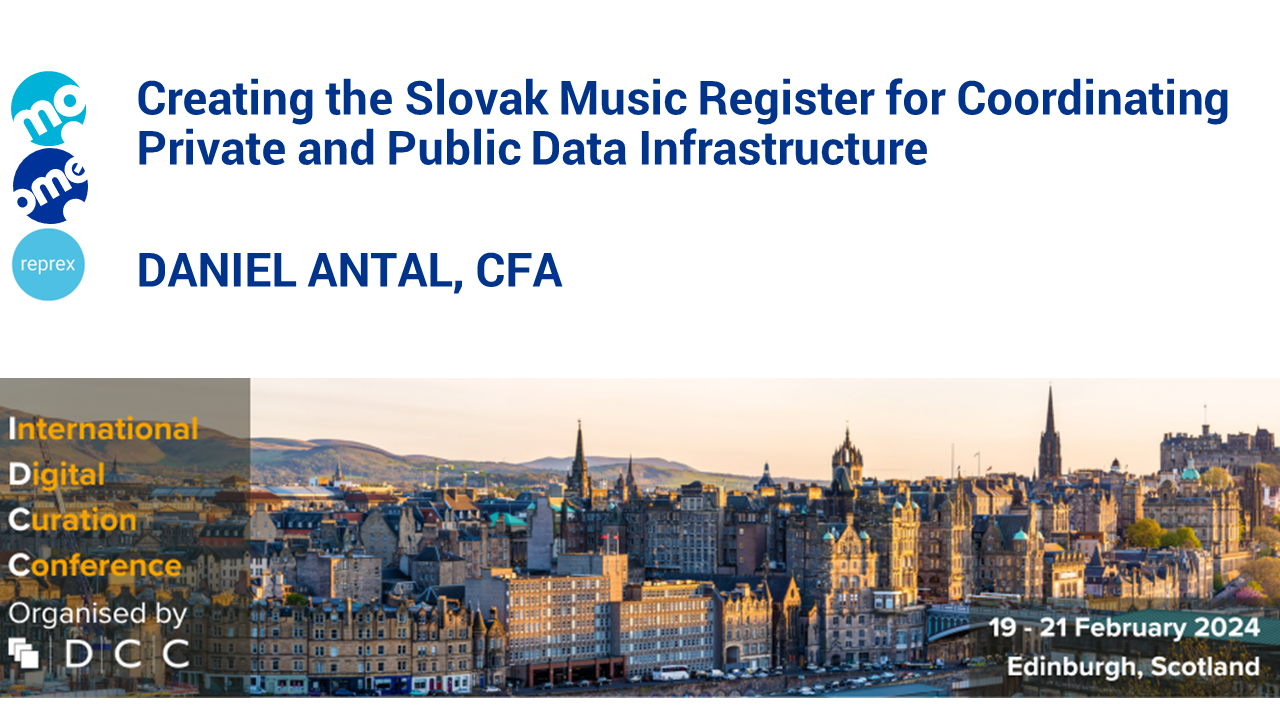 mo
Creating the Slovak Music Register for Coordinating
Private and Public Data Infrastructure
ome
reprex
DANIEL ANTAL, CFA
International
Digital
Curation
Conference
Organised by
DCC
19 - 21 February 2024
Edinburgh, Scotland